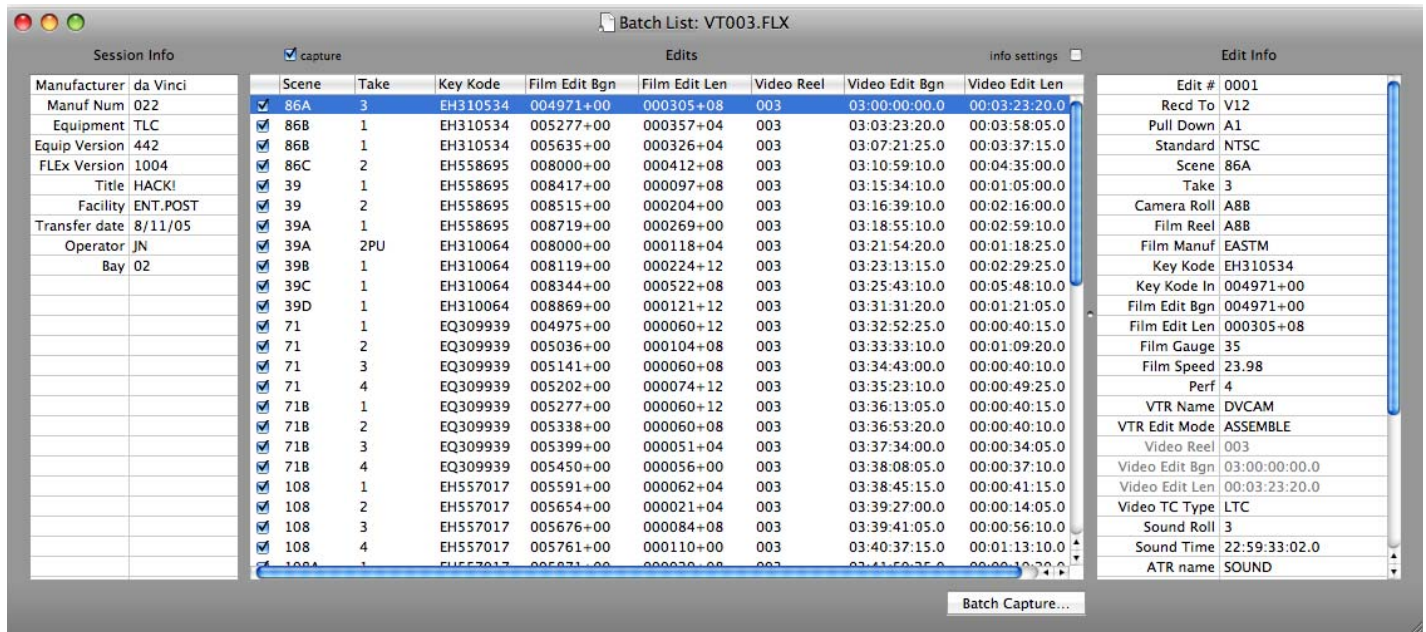 Batch List: VT003.FLX
Session Info
Manufacturer da Vinci
Manuf Num 022
Equipment TLC
Equip Version 442
FLEx Version 1004
Title HACK!
Facility ENT.POST
Transfer date 8/11/05
Operator JN
Bay 02
capture Edits info settings
Scene Take Key Kode Film Edit Bgn Film Edit Len Video Reel Video Edit Bgn Video Edit Len
86A 3 EH310534 004971+00 000305+08 003 03:00:00:00.0 00:03:23:20.0
86B 1 EH310534 005277+00 000357+04 003 03:03:23:20.0 00:03:58:05.0
86B 1 EH310534 005635+00 000326+04 003 03:07:21:25.0 00:03:37:15.0
86C 2 EH558695 008000+00 000412+08 003 03:10:59:10.0 00:04:35:00.0
39 1 EH558695 008417+00 000097+08 003 03:15:34:10.0 00:01:05:00.0
39 2 EH558695 008515+00 000204+00 003 03:16:39:10.0 00:02:16:00.0
39A 1 EH558695 008719+00 000269+00 003 03:18:55:10.0 00:02:59:10.0
39A 2PU EH310064 008000+00 000118+04 003 03:21:54:20.0 00:01:18:25.0
39B 1 EH310064 008119+00 000224+12 003 03:23:13:15.0 00:02:29:25.0
39C 1 EH310064 008344+00 000522+08 003 03:25:43:10.0 00:05:48:10.0
39D 1 EH310064 008869+00 000121+12 003 03:31:31:20.0 00:01:21:05.0
71 1 EQ309939 004975+00 000060+12 003 03:32:52:25.0 00:00:40:15.0
71 2 EQ309939 005036+00 000104+08 003 03:33:33:10.0 00:01:09:20.0
71 3 EQ309939 005141+00 000060+08 003 03:34:43:00.0 00:00:40:10.0
71 4 EQ309939 005202+00 000074+12 003 03:35:23:10.0 00:00:49:25.0
71B 1 EQ309939 005277+00 000060+12 003 03:36:13:05.0 00:00:40:15.0
71B 2 EQ309939 005338+00 000060+08 003 03:36:53:20.0 00:00:40:10.0
71B 3 EQ309939 005399+00 000051+04 003 03:37:34:00.0 00:00:34:05.0
71B 4 EQ309939 005450+00 000056+00 003 03:38:08:05.0 00:00:37:10.0
108 1 EH557017 005591+00 000062+04 003 03:38:45:15.0 00:00:41:15.0
108 2 EH557017 005654+00 000021+04 003 03:39:27:00.0 00:00:14:05.0
108 3 EH557017 005676+00 000084+08 003 03:39:41:05.0 00:00:56:10.0
108 4 EH557017 005761+00 000110+00 003 03:40:37:15.0 00:01:13:10.0
Edit Info
Edit # 0001
Recd To V12
Pull Down A1
Standard NTSC
Scene 86A
Take 3
Camera Roll A8B
Film Reel A8B
Film Manuf EASTM
Key Kode EH310534
Key Kode In 004971+00
Film Edit Bgn 004971+00
Film Edit Len 000305+08
Film Gauge 35
Film Speed 23.98
Perf 4
VTR Name DVCAM
VTR Edit Mode ASSEMBLE
Video Reel 003
Video Edit Bgn 03:00:00:00.0
Video Edit Len 00:03:23:20.0
Video TC Type LTC
Sound Roll 3
Sound Time 22:59:33:02.0
ATR name SOUND
Batch Capture...